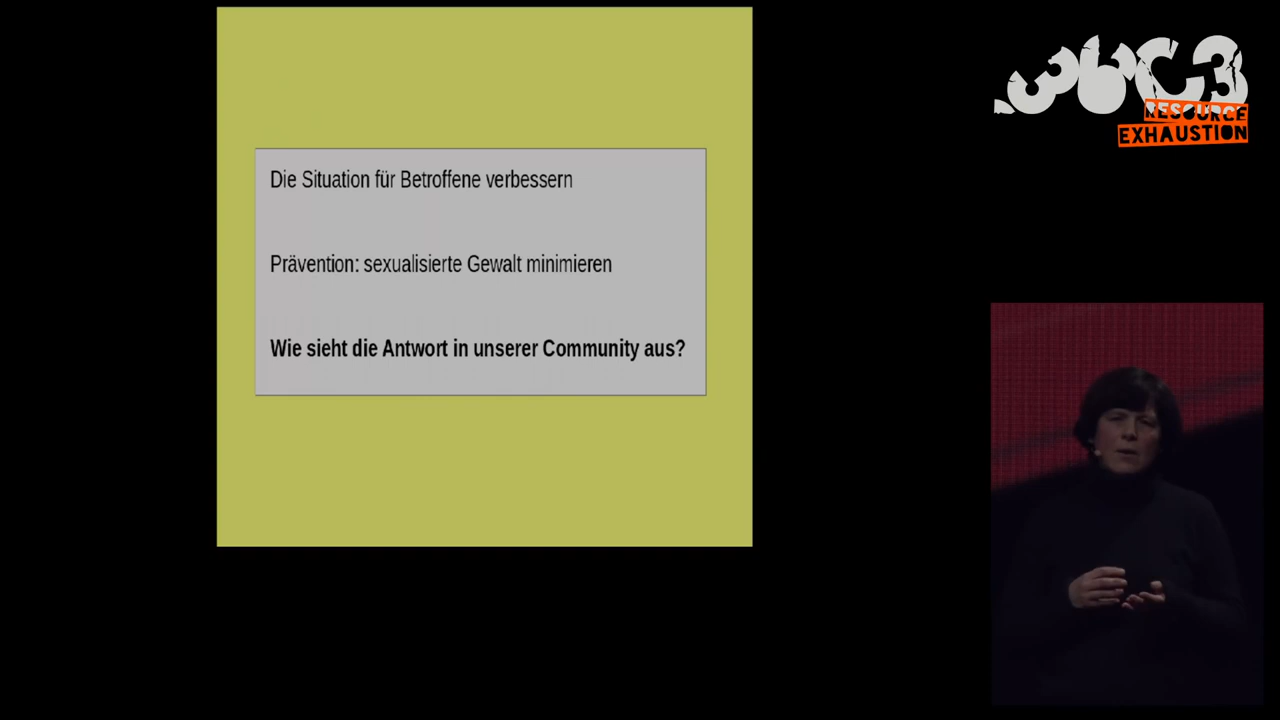 Die Situation für Betroffene verbessern
Prävention: sexualisierte Gewalt minimieren
Wie sieht die Antwort in unserer Community aus?
36C3
RESOURCE
EXHAUSTION